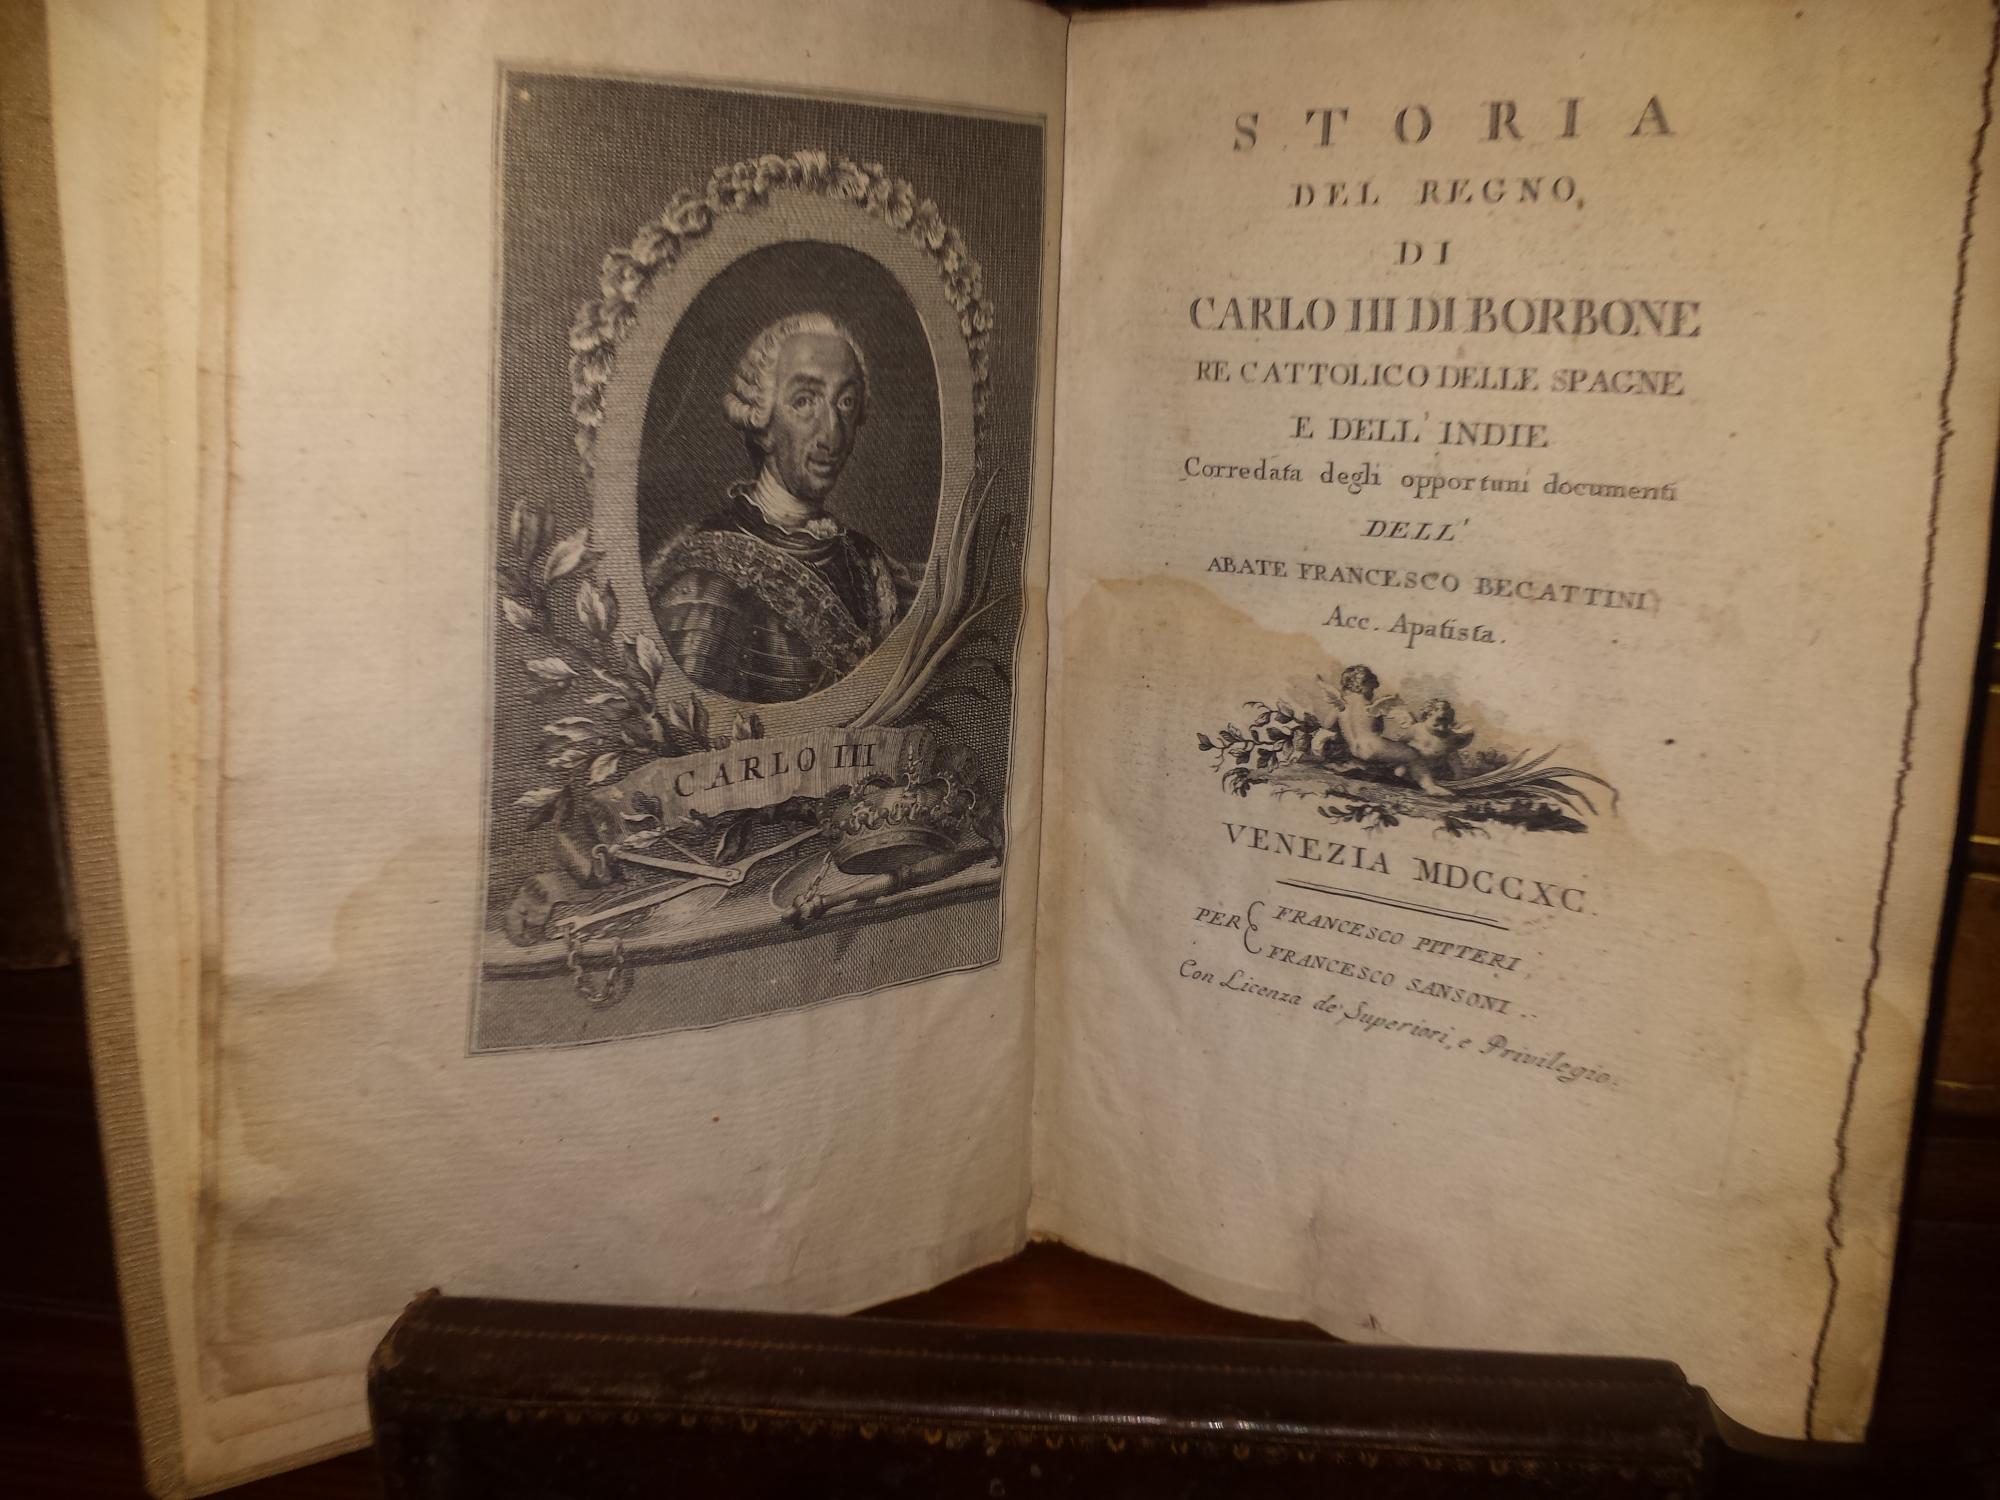 CARLO III
STORIA
DEL REGNO,
DI
CARLO III DI BORBONE
RE CATTOLICO DELLE SPAGNE
E DELL' INDIE
Corredata degli opportuni documenti
DELL'
ABATE FRANCESCO BECATTINI
Acc. Apatista.
VENEZIA MDCCXC.
PER { FRANCESCO PITTERI,
FRANCESCO SANSONI.
Con Licenza de' Superiori, e Privilegio.